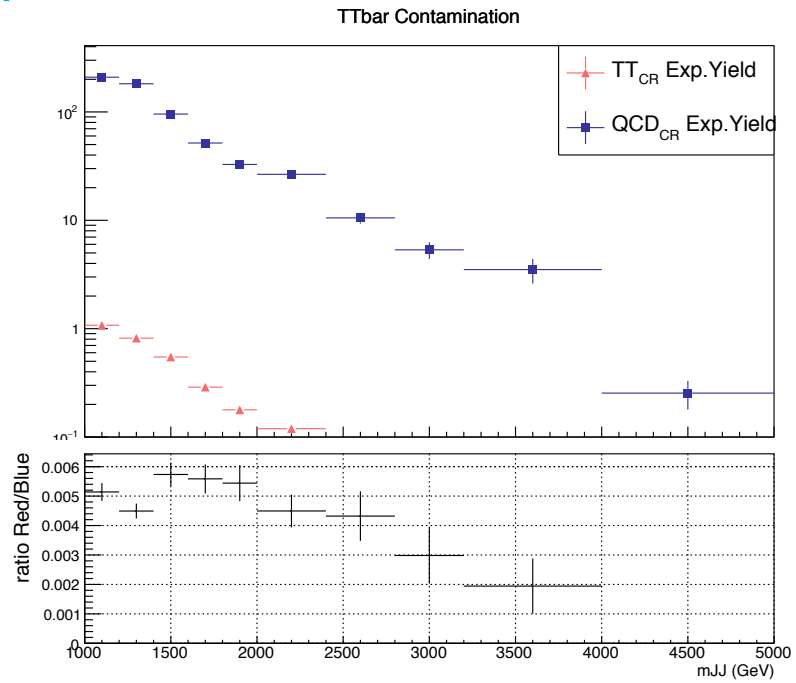 TTbar Contamination
TT_CR Exp.Yield
QCD_CR Exp.Yield
10²
10
1
10⁻¹
ratio Red/Blue
0.006
0.005
0.004
0.003
0.002
0.001
0
1000 1500 2000 2500 3000 3500 4000 4500 5000
mJJ (GeV)